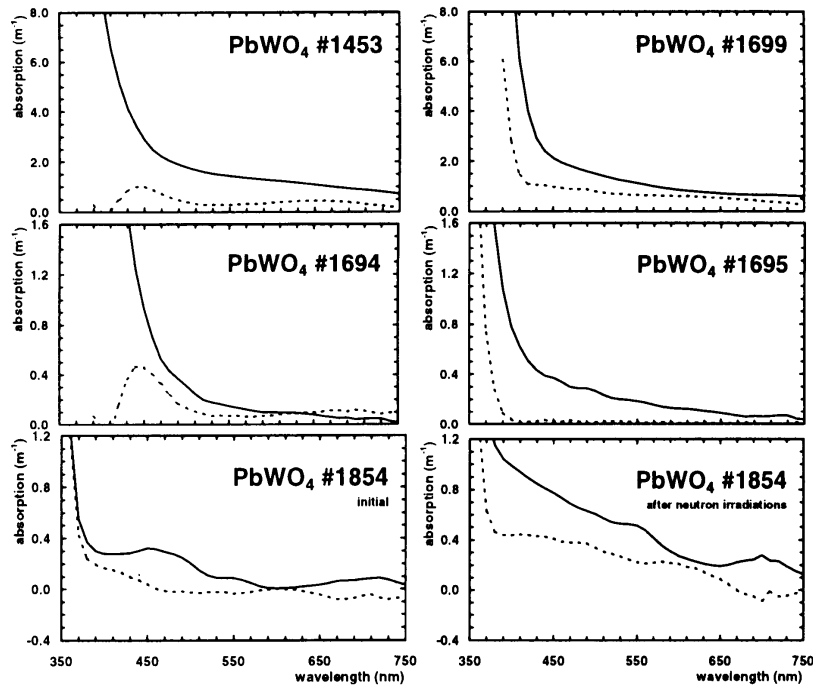 8.0
6.0
4.0
2.0
0.0
absorption (m⁻¹)
PbWO₄ #1453
8.0
6.0
4.0
2.0
0.0
absorption (m⁻¹)
PbWO₄ #1699
1.6
1.2
0.8
0.4
0.0
absorption (m⁻¹)
PbWO₄ #1694
1.6
1.2
0.8
0.4
0.0
absorption (m⁻¹)
PbWO₄ #1695
1.2
0.8
0.4
0.0
-0.4
absorption (m⁻¹)
PbWO₄ #1854
initial
350 450 550 650 750
wavelength (nm)
1.2
0.8
0.4
0.0
-0.4
absorption (m⁻¹)
PbWO₄ #1854
after neutron irradiations
350 450 550 650 750
wavelength (nm)